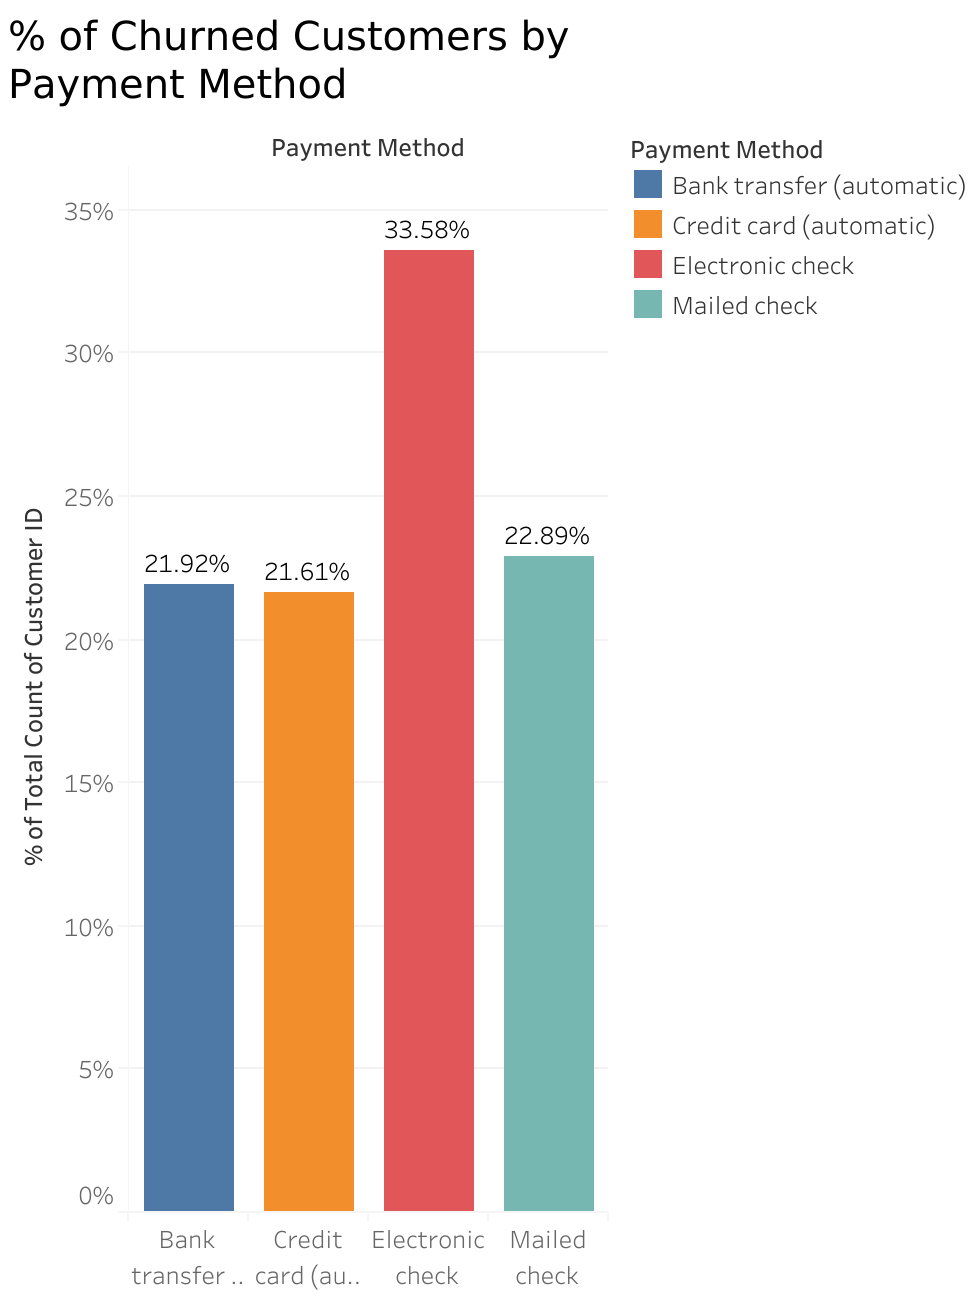 % of Churned Customers by
Payment Method
Payment Method
35%
30%
25%
20%
15%
10%
5%
0%
% of Total Count of Customer ID
21.92%
21.61%
33.58%
22.89%
Bank
transfer ..
Credit
card (au..
Electronic
check
Mailed
check
Payment Method
Bank transfer (automatic)
Credit card (automatic)
Electronic check
Mailed check